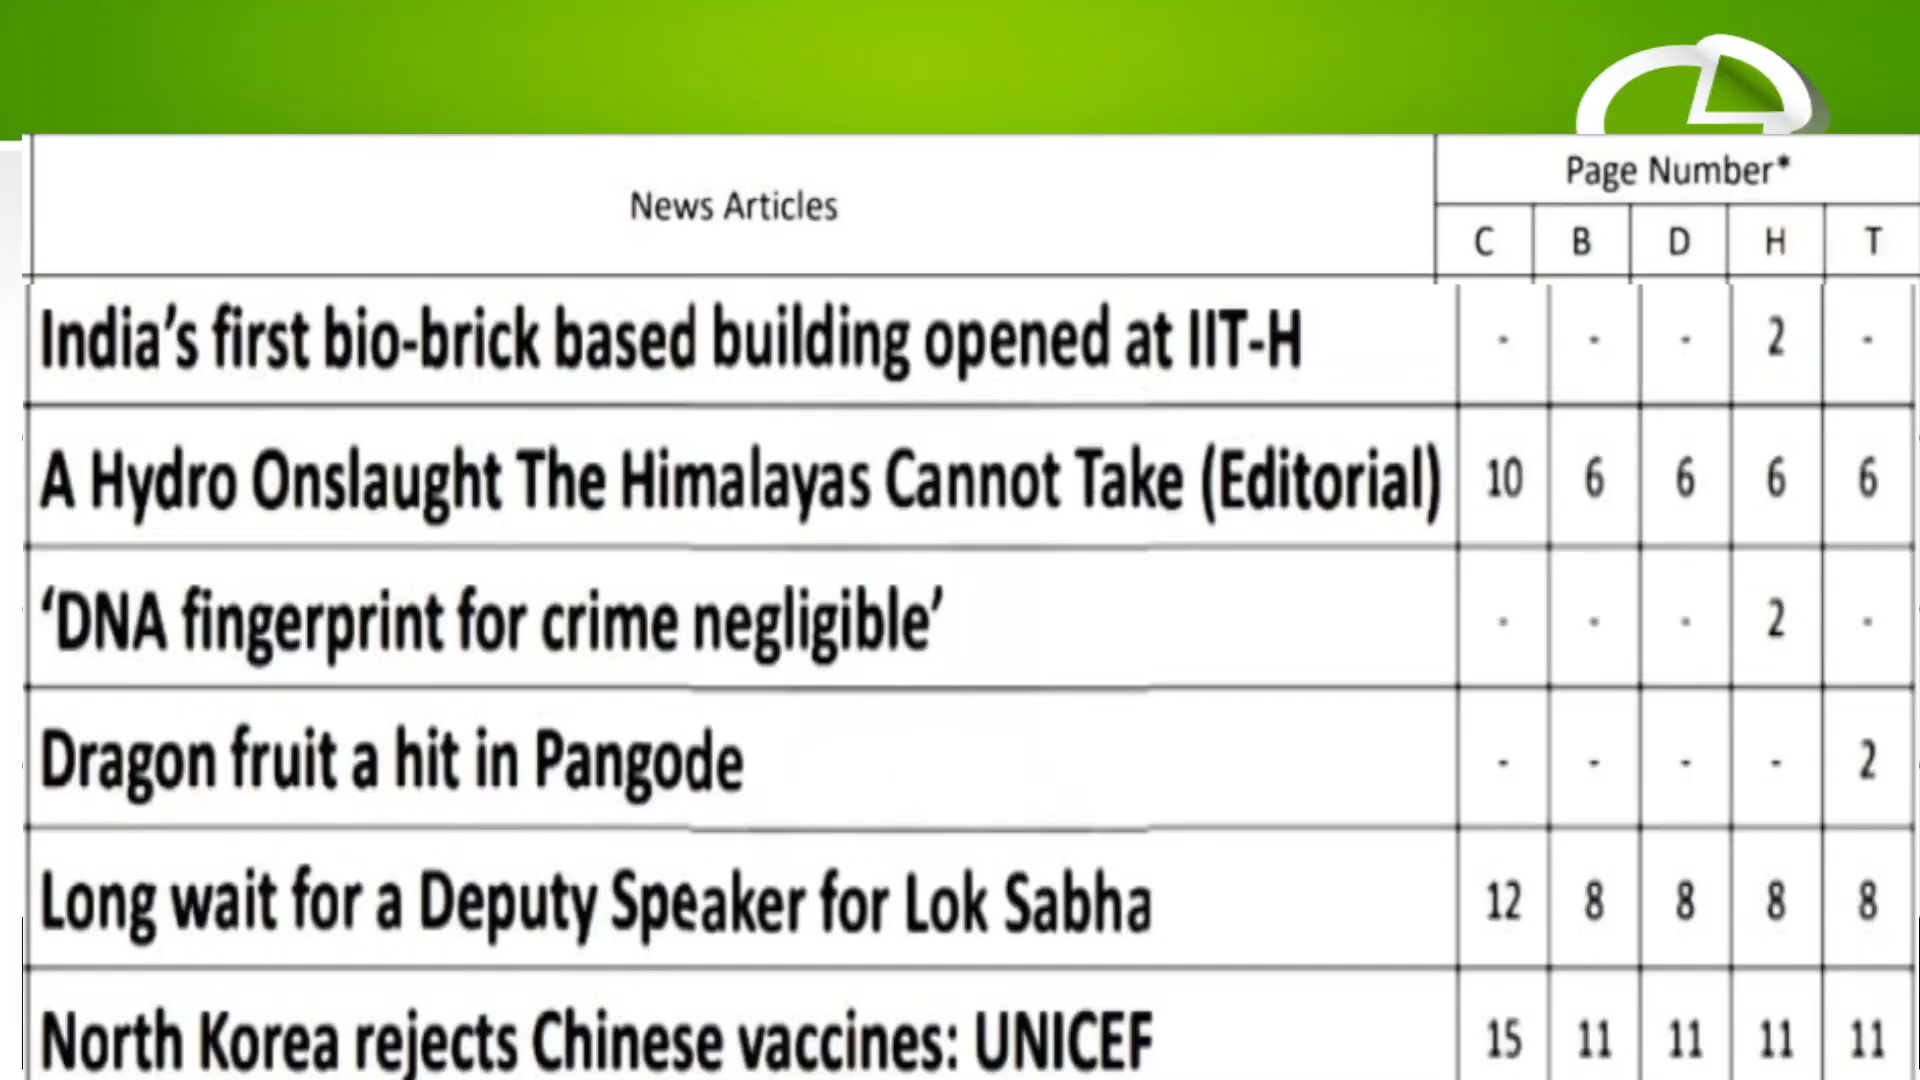 News Articles
Page Number*
C B D H T
India's first bio-brick based building opened at IIT-H - - - 2 -
A Hydro Onslaught The Himalayas Cannot Take (Editorial) 10 6 6 6 6
‘DNA fingerprint for crime negligible’ - - - 2 -
Dragon fruit a hit in Pangode - - - - 2
Long wait for a Deputy Speaker for Lok Sabha 12 8 8 8 8
North Korea rejects Chinese vaccines: UNICEF 15 11 11 11 11